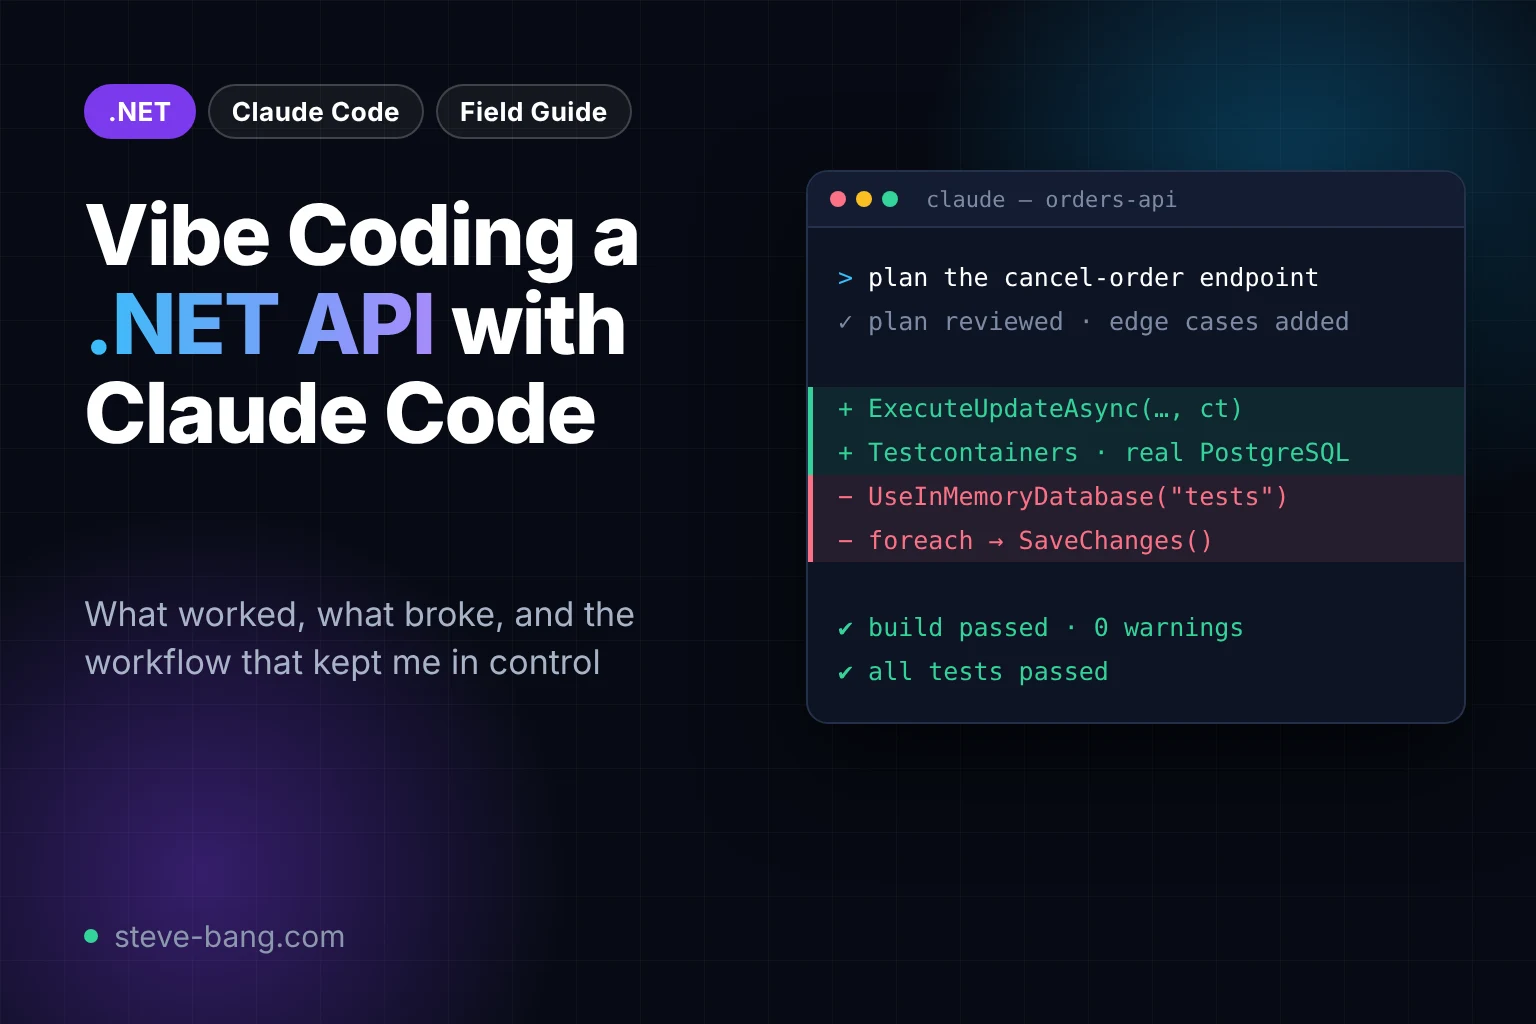 .NET
Claude Code
Field Guide
Vibe Coding a
.NET API with
Claude Code
What worked, what broke, and the
workflow that kept me in control
steve-bang.com
claude — orders-api
> plan the cancel-order endpoint
✓ plan reviewed · edge cases added
+ ExecuteUpdateAsync(…, ct)
+ Testcontainers · real PostgreSQL
− UseInMemoryDatabase("tests")
− foreach → SaveChanges()
✔ build passed · 0 warnings
✔ all tests passed